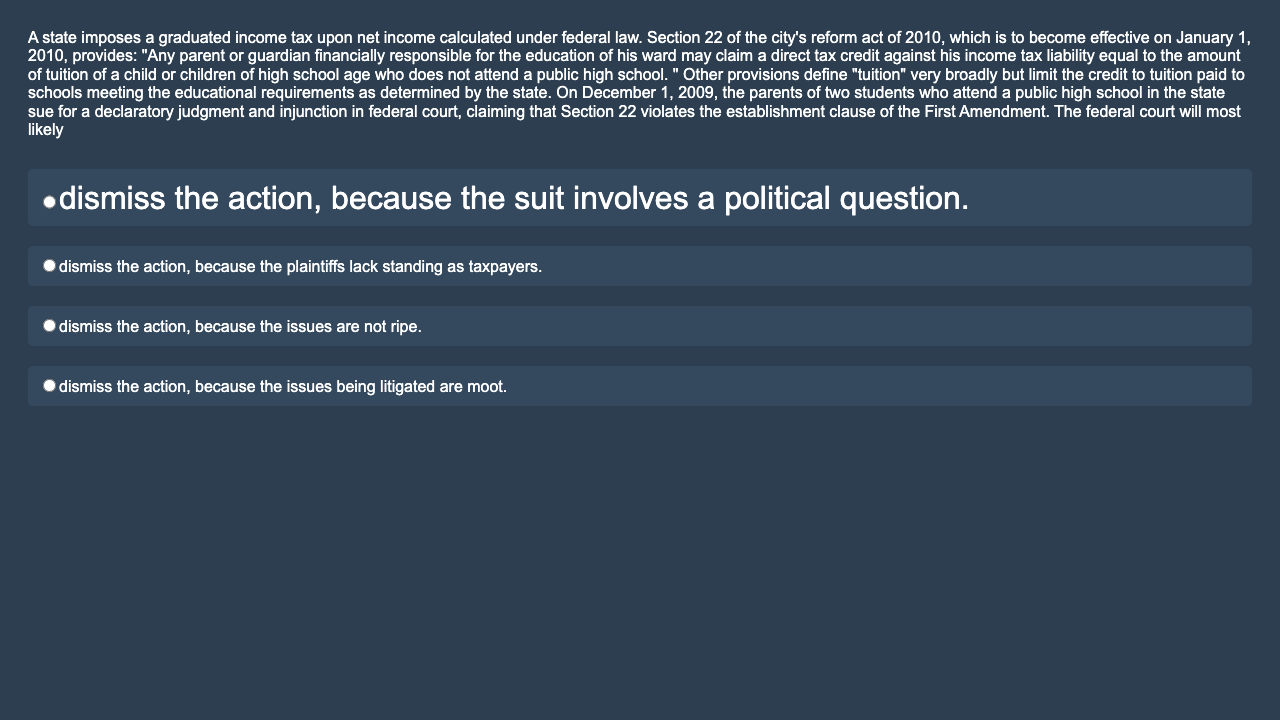 A state imposes a graduated income tax upon net income calculated under federal law. Section 22 of the city's reform act of 2010, which is to become effective on January 1,
2010, provides: "Any parent or guardian financially responsible for the education of his ward may claim a direct tax credit against his income tax liability equal to the amount
of tuition of a child or children of high school age who does not attend a public high school. " Other provisions define "tuition" very broadly but limit the credit to tuition paid to
schools meeting the educational requirements as determined by the state. On December 1, 2009, the parents of two students who attend a public high school in the state
sue for a declaratory judgment and injunction in federal court, claiming that Section 22 violates the establishment clause of the First Amendment. The federal court will most
likely
dismiss the action, because the suit involves a political question.
dismiss the action, because the plaintiffs lack standing as taxpayers.
dismiss the action, because the issues are not ripe.
dismiss the action, because the issues being litigated are moot.